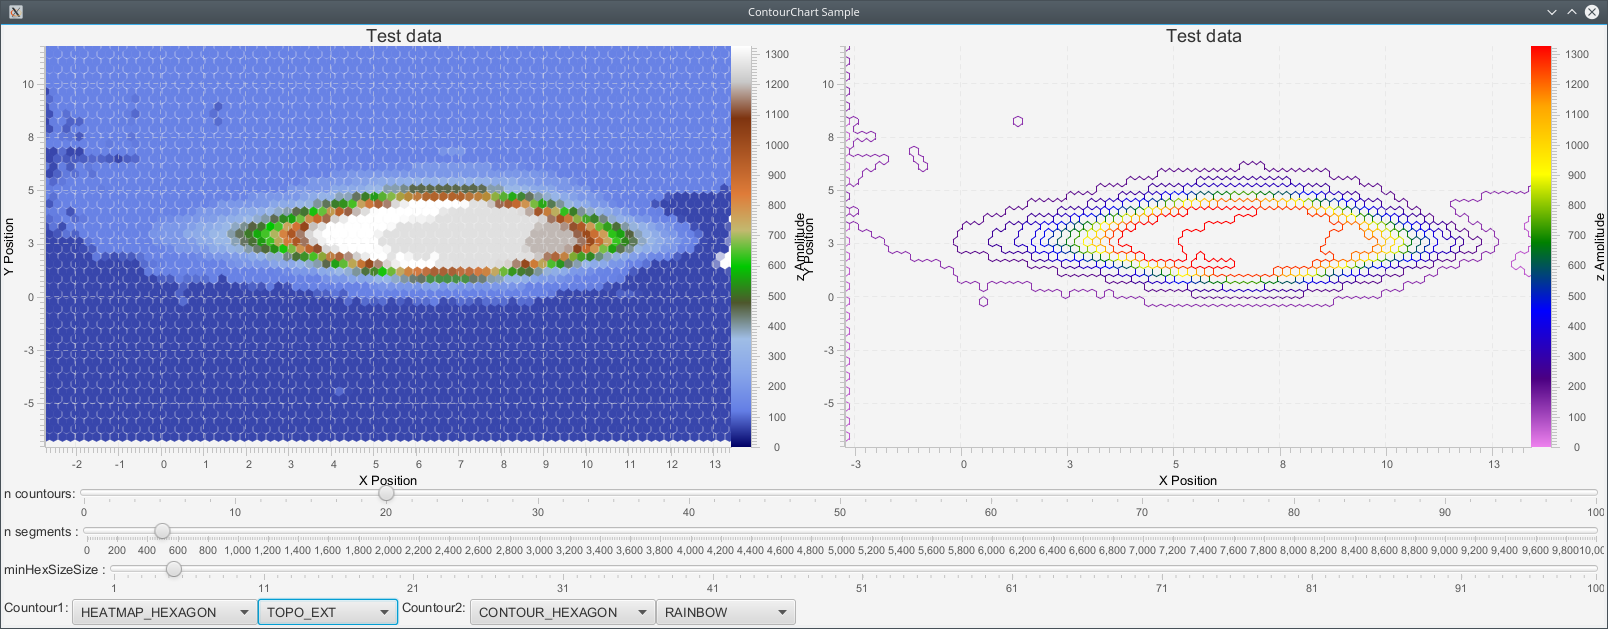 ContourChart Sample
Test data
Test data
Y Position
10
8
5
3
0
-3
-5
-2 -1 0 1 2 3 4 5 6 7 8 9 10 11 12 13
X Position
1300
1200
1100
1000
900
800
700
600
500
400
300
200
100
0
z Amplitude
Y Position
10
8
5
3
0
-3
-5
-3 0 3 5 8 10 13
X Position
1300
1200
1100
1000
900
800
700
600
500
400
300
200
100
0
z Amplitude
n countours:
0 10 20 30 40 50 60 70 80 90 100
n segments :
0 200 400 600 800 1,000 1,200 1,400 1,600 1,800 2,000 2,200 2,400 2,600 2,800 3,000 3,200 3,400 3,600 3,800 4,000 4,200 4,400 4,600 4,800 5,000 5,200 5,400 5,600 5,800 6,000 6,200 6,400 6,600 6,800 7,000 7,200 7,400 7,600 7,800 8,000 8,200 8,400 8,600 8,800 9,000 9,200 9,400 9,600 9,80010,00
minHexSizeSize :
1 11 21 31 41 51 61 71 81 91 100
Countour1: HEATMAP_HEXAGON TOPO_EXT Countour2: CONTOUR_HEXAGON RAINBOW